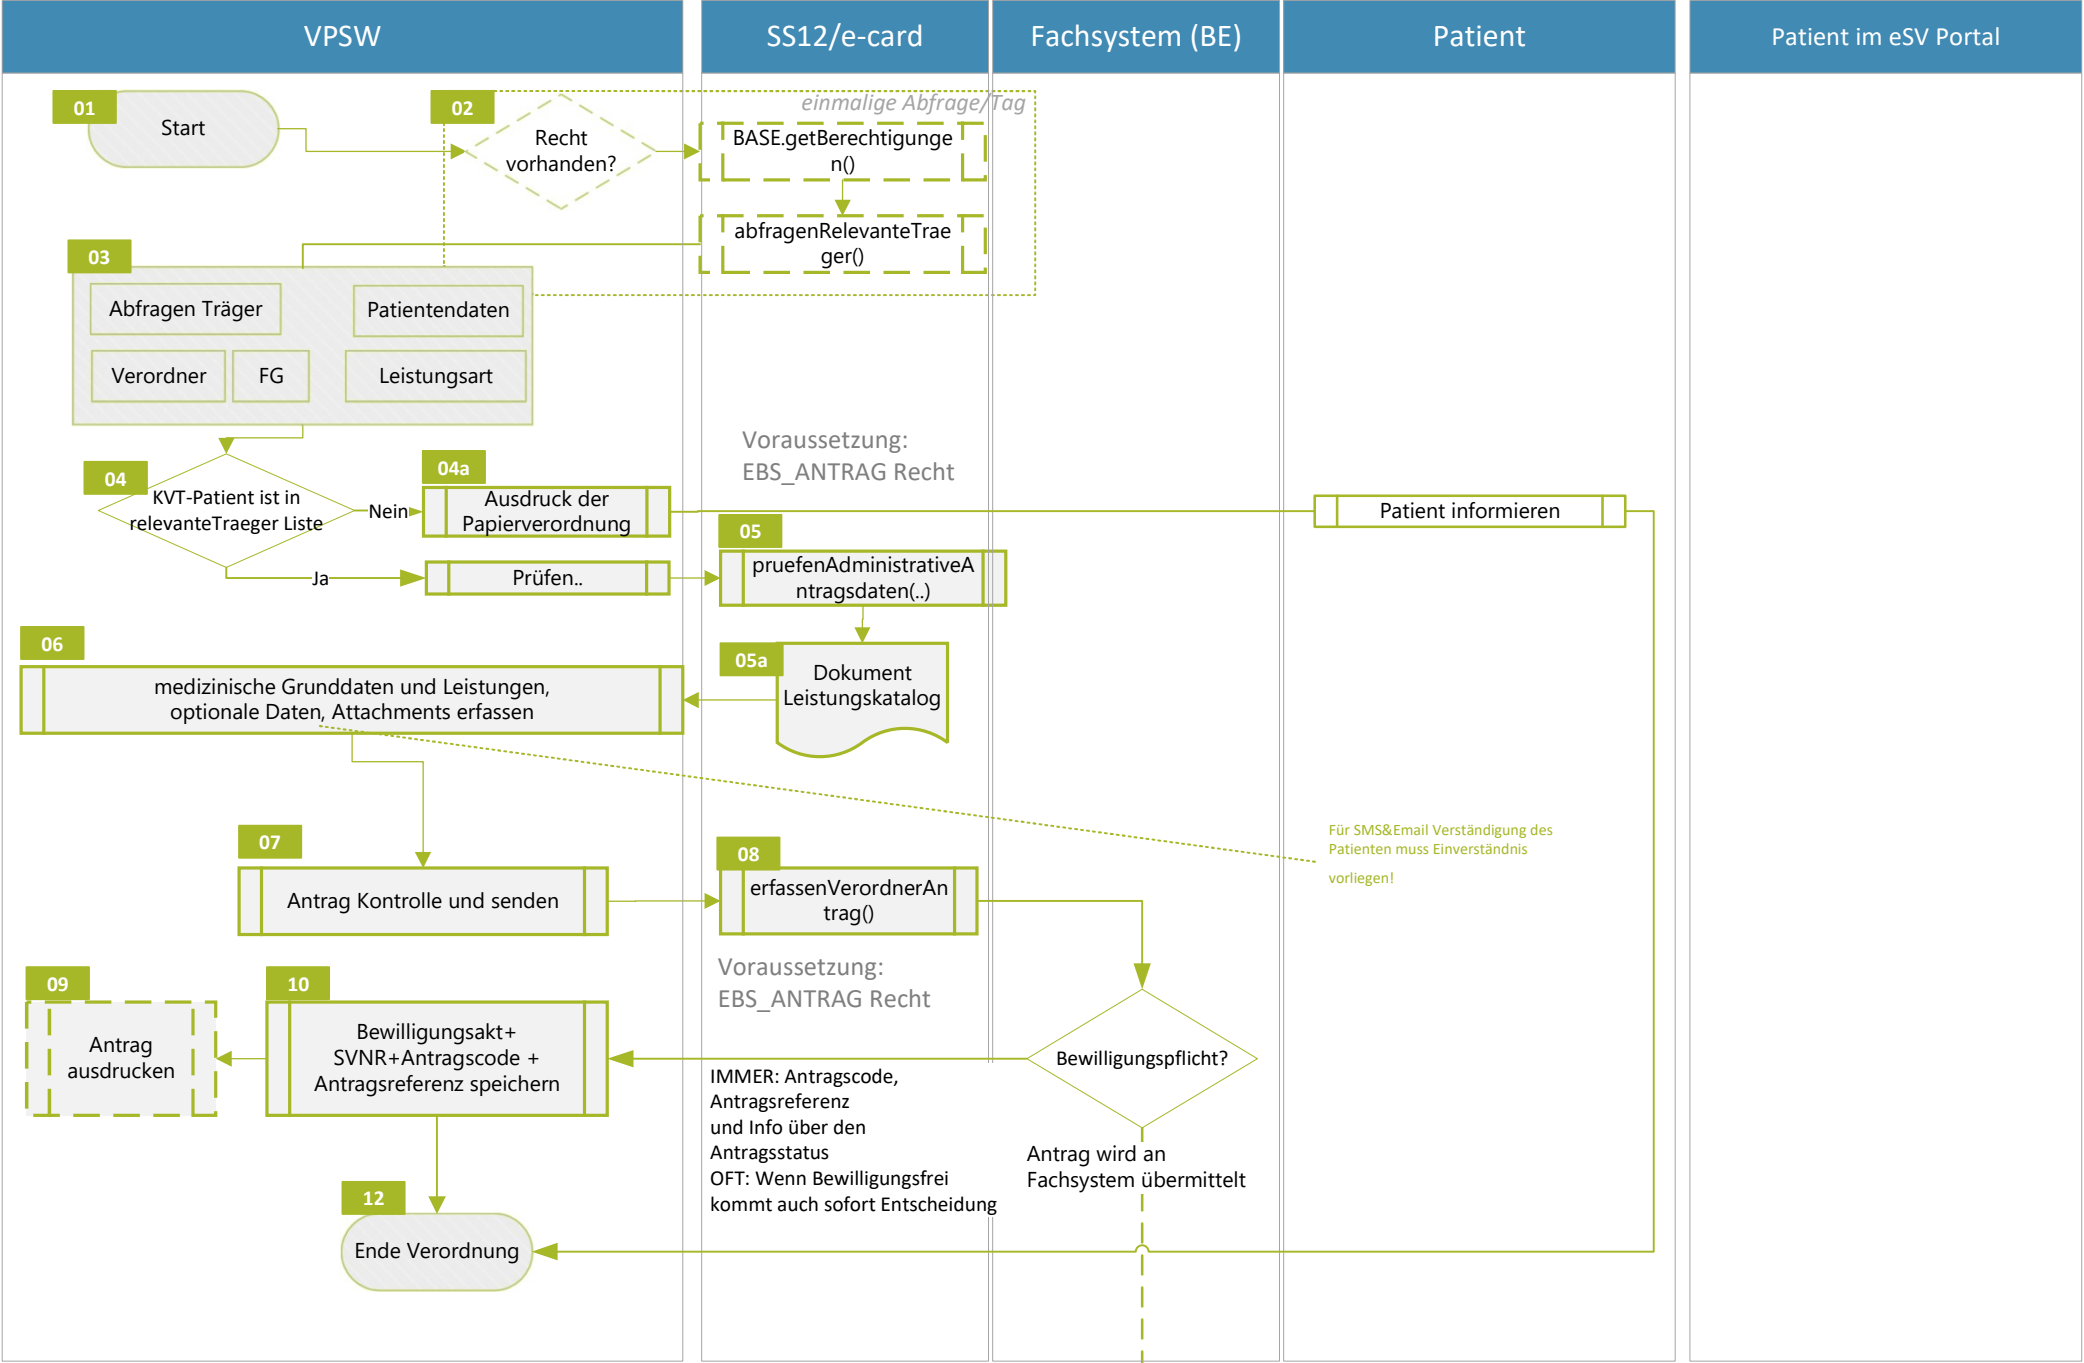 VPSW
SS12/e-card
Fachsystem (BE)
Patient
Patient im eSV Portal
01
Start
02
Recht
vorhanden?
einmalige Abfrage/Tag
BASE.getBerechtigunge
n()
abfragenRelevanteTrae
ger()
03
Abfragen Träger
Patientendaten
Verordner
FG
Leistungsart
Voraussetzung:
EBS_ANTRAG Recht
04
KVT-Patient ist in
relevanteTraeger Liste
Nein
04a
Ausdruck der
Papierverordnung
Patient informieren
Ja
Prüfen..
05
pruefenAdministrativeA
ntragsdaten(..)
05a
Dokument
Leistungskatalog
06
medizinische Grunddaten und Leistungen,
optionale Daten, Attachments erfassen
Für SMS&Email Verständigung des
Patienten muss Einverständnis
vorliegen!
07
Antrag Kontrolle und senden
08
erfassenVerordnerAn
trag()
Voraussetzung:
EBS_ANTRAG Recht
09
Antrag
ausdrucken
10
Bewilligungsakt+
SVNR+Antragscode +
Antragsreferenz speichern
Bewilligungspflicht?
IMMER: Antragscode,
Antragsreferenz
und Info über den
Antragsstatus
OFT: Wenn Bewilligungsfrei
kommt auch sofort Entscheidung
Antrag wird an
Fachsystem übermittelt
12
Ende Verordnung